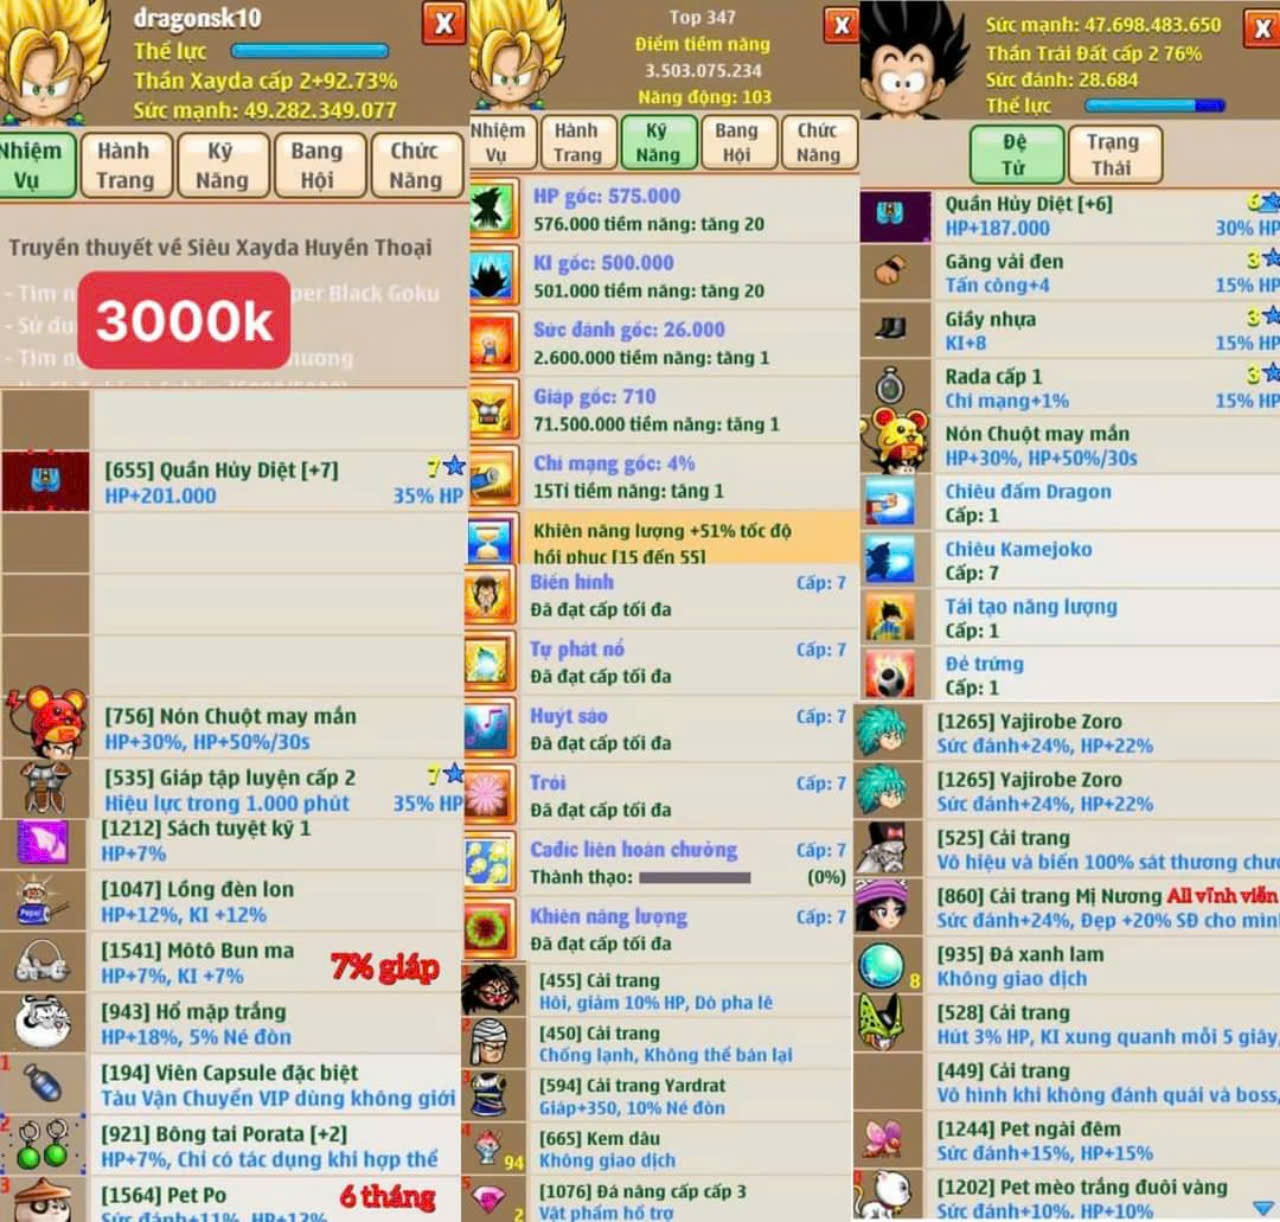 dragonsk10
X
Thể lực
Thần Xayda cấp 2+92.73%
Sức mạnh: 49.282.349.077
Nhiệm Vụ
Hành Trang
Kỹ Năng
Bang Hội
Chức Năng
Truyền thuyết về Siêu Xayda Huyền Thoại
- Tìm per Black Goku
3000k
- Sử
- Tìm
[655] Quần Hủy Diệt [+7] 7
HP+201.000 35% HP
[756] Nón Chuột may mắn
HP+30%, HP+50%/30s
[535] Giáp tập luyện cấp 2 7
Hiệu lực trong 1.000 phút 35% HP
[1212] Sách tuyệt kỹ 1
HP+7%
[1047] Lồng đèn lon
HP+12%, KI +12%
[1541] Môtô Bun ma
HP+7%, KI +7%
7% giáp
[943] Hổ mập trắng
HP+18%, 5% Né đòn
1
[194] Viên Capsule đặc biệt
Tàu Vận Chuyển VIP dùng không giới
2
[921] Bông tai Porata [+2]
HP+7%, Chỉ có tác dụng khi hợp thể
3
[1564] Pet Po
6 tháng
Sức đánh+11%, HP+12%
Top 347
X
Điểm tiềm năng
3.503.075.234
Năng động: 103
Nhiệm Vụ
Hành Trang
Kỹ Năng
Bang Hội
Chức Năng
HP gốc: 575.000
576.000 tiềm năng: tăng 20
KI gốc: 500.000
501.000 tiềm năng: tăng 20
Sức đánh gốc: 26.000
2.600.000 tiềm năng: tăng 1
Giáp gốc: 710
71.500.000 tiềm năng: tăng 1
Chí mạng gốc: 4%
15Tỉ tiềm năng: tăng 1
Khiên năng lượng +51% tốc độ
hồi phục [15 đến 55]
Biến hình Cấp: 7
Đã đạt cấp tối đa
Tự phát nổ Cấp: 7
Đã đạt cấp tối đa
Huýt sáo Cấp: 7
Đã đạt cấp tối đa
Trói Cấp: 7
Đã đạt cấp tối đa
Cađíc liên hoàn chưởng Cấp: 7
Thành thạo: (0%)
Khiên năng lượng Cấp: 7
Đã đạt cấp tối đa
1
[455] Cải trang
Hôi, giảm 10% HP, Dò pha lê
2
[450] Cải trang
Chống lạnh, Không thể bán lại
3
[594] Cải trang Yardrat
Giáp+350, 10% Né đòn
4
[665] Kem dâu
94
Không giao dịch
5
[1076] Đá nâng cấp cấp 3
2
Vật phẩm hỗ trợ
Sức mạnh: 47.698.483.650
X
Thần Trái Đất cấp 2 76%
Sức đánh: 28.684
Thể lực
Đệ Tử
Trạng Thái
Quần Hủy Diệt [+6] 6
HP+187.000 30% HP
Găng vải đen 3
Tấn công+4 15% HP
Giầy nhựa 3
KI+8 15% HP
Rada cấp 1 3
Chí mạng+1% 15% HP
Nón Chuột may mắn
HP+30%, HP+50%/30s
Chiêu đấm Dragon
Cấp: 1
Chiêu Kamejoko
Cấp: 7
Tái tạo năng lượng
Cấp: 1
Đẻ trứng
Cấp: 1
[1265] Yajirobe Zoro
Sức đánh+24%, HP+22%
[1265] Yajirobe Zoro
Sức đánh+24%, HP+22%
[525] Cải trang
Vô hiệu và biến 100% sát thương chư
[860] Cải trang Mị Nương All vĩnh viễn
Sức đánh+24%, Đẹp +20% SĐ cho mìn
[935] Đá xanh lam
8
Không giao dịch
[528] Cải trang
Hút 3% HP, KI xung quanh mỗi 5 giây,
[449] Cải trang
Vô hình khi không đánh quái và boss,
[1244] Pet ngài đêm
Sức đánh+15%, HP+15%
[1202] Pet mèo trắng đuôi vàng
Sức đánh+10%, HP+10%